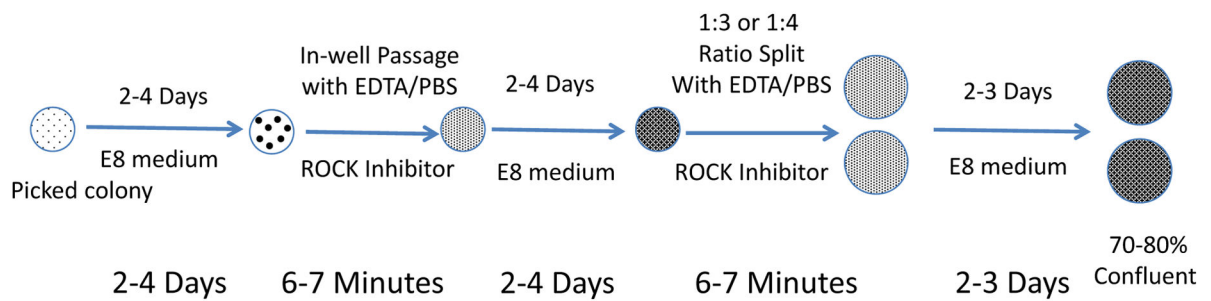 Picked colony
2-4 Days
E8 medium
In-well Passage
with EDTA/PBS
ROCK Inhibitor
2-4 Days
E8 medium
1:3 or 1:4
Ratio Split
With EDTA/PBS
ROCK Inhibitor
2-3 Days
E8 medium
70-80%
Confluent
2-4 Days
6-7 Minutes
2-4 Days
6-7 Minutes
2-3 Days